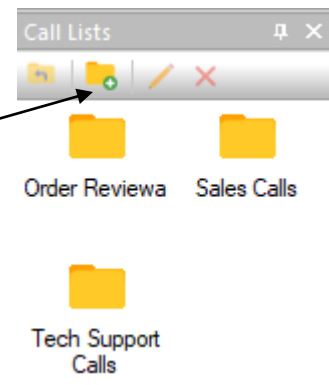 Call Lists
Order Reviewa
Sales Calls
Tech Support
Calls